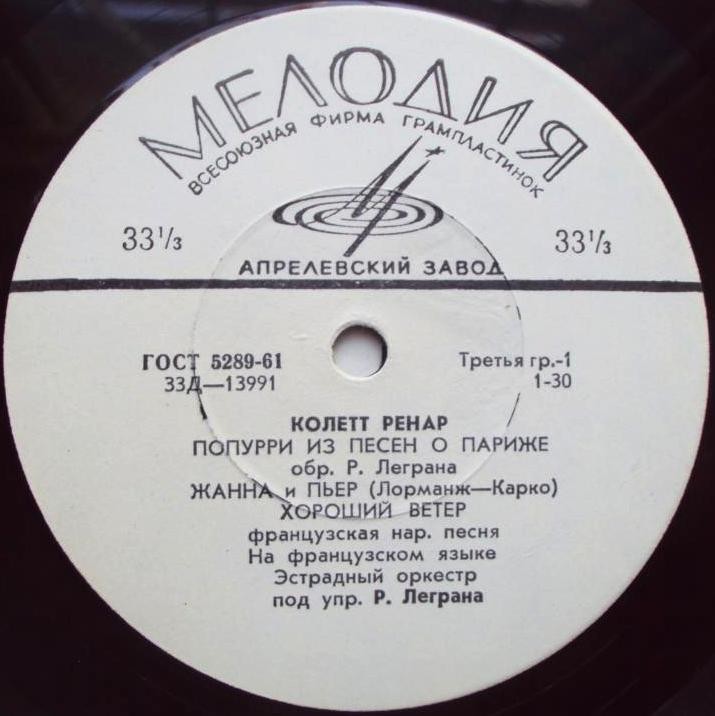 МЕЛОДИЯ
ВСЕСОЮЗНАЯ ФИРМА ГРАМПЛАСТИНОК
33⅓ 33⅓
АПРЕЛЕВСКИЙ ЗАВОД
ГОСТ 5289-61 Третья гр.-1
33Д—13991 1-30
КОЛЕТТ РЕНАР
ПОПУРРИ ИЗ ПЕСЕН О ПАРИЖЕ
обр. Р. Леграна
ЖАННА и ПЬЕР (Лорманж—Карко)
ХОРОШИЙ ВЕТЕР
французская нар. песня
На французском языке
Эстрадный оркестр
под упр. Р. Леграна